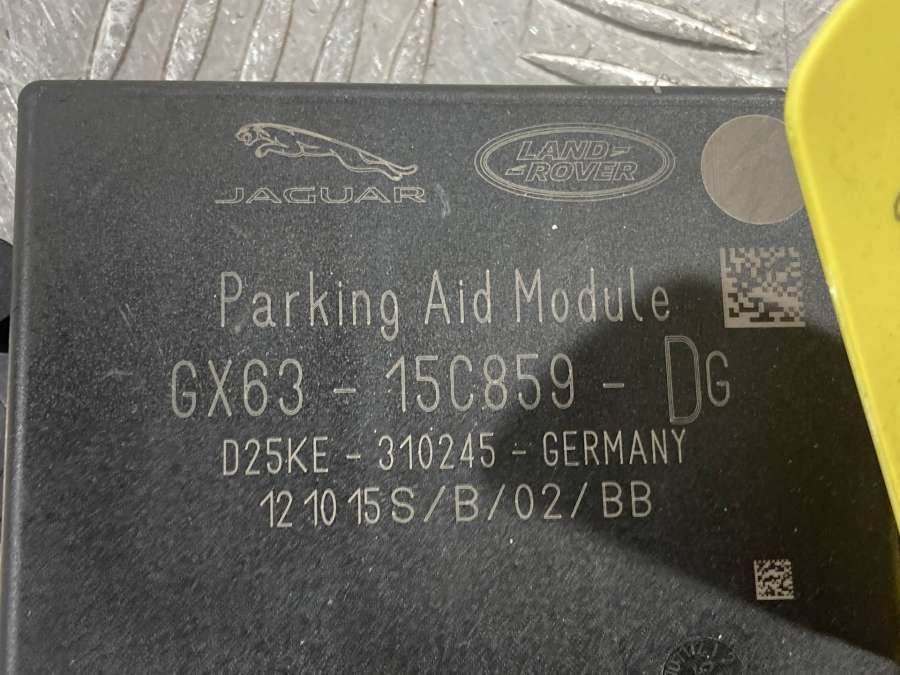 JAGUAR
LAND
ROVER
Parking Aid Module
GX63 - 15C859 - DG
D25KE - 310245 - GERMANY
12 10 15 S/B/02/BB